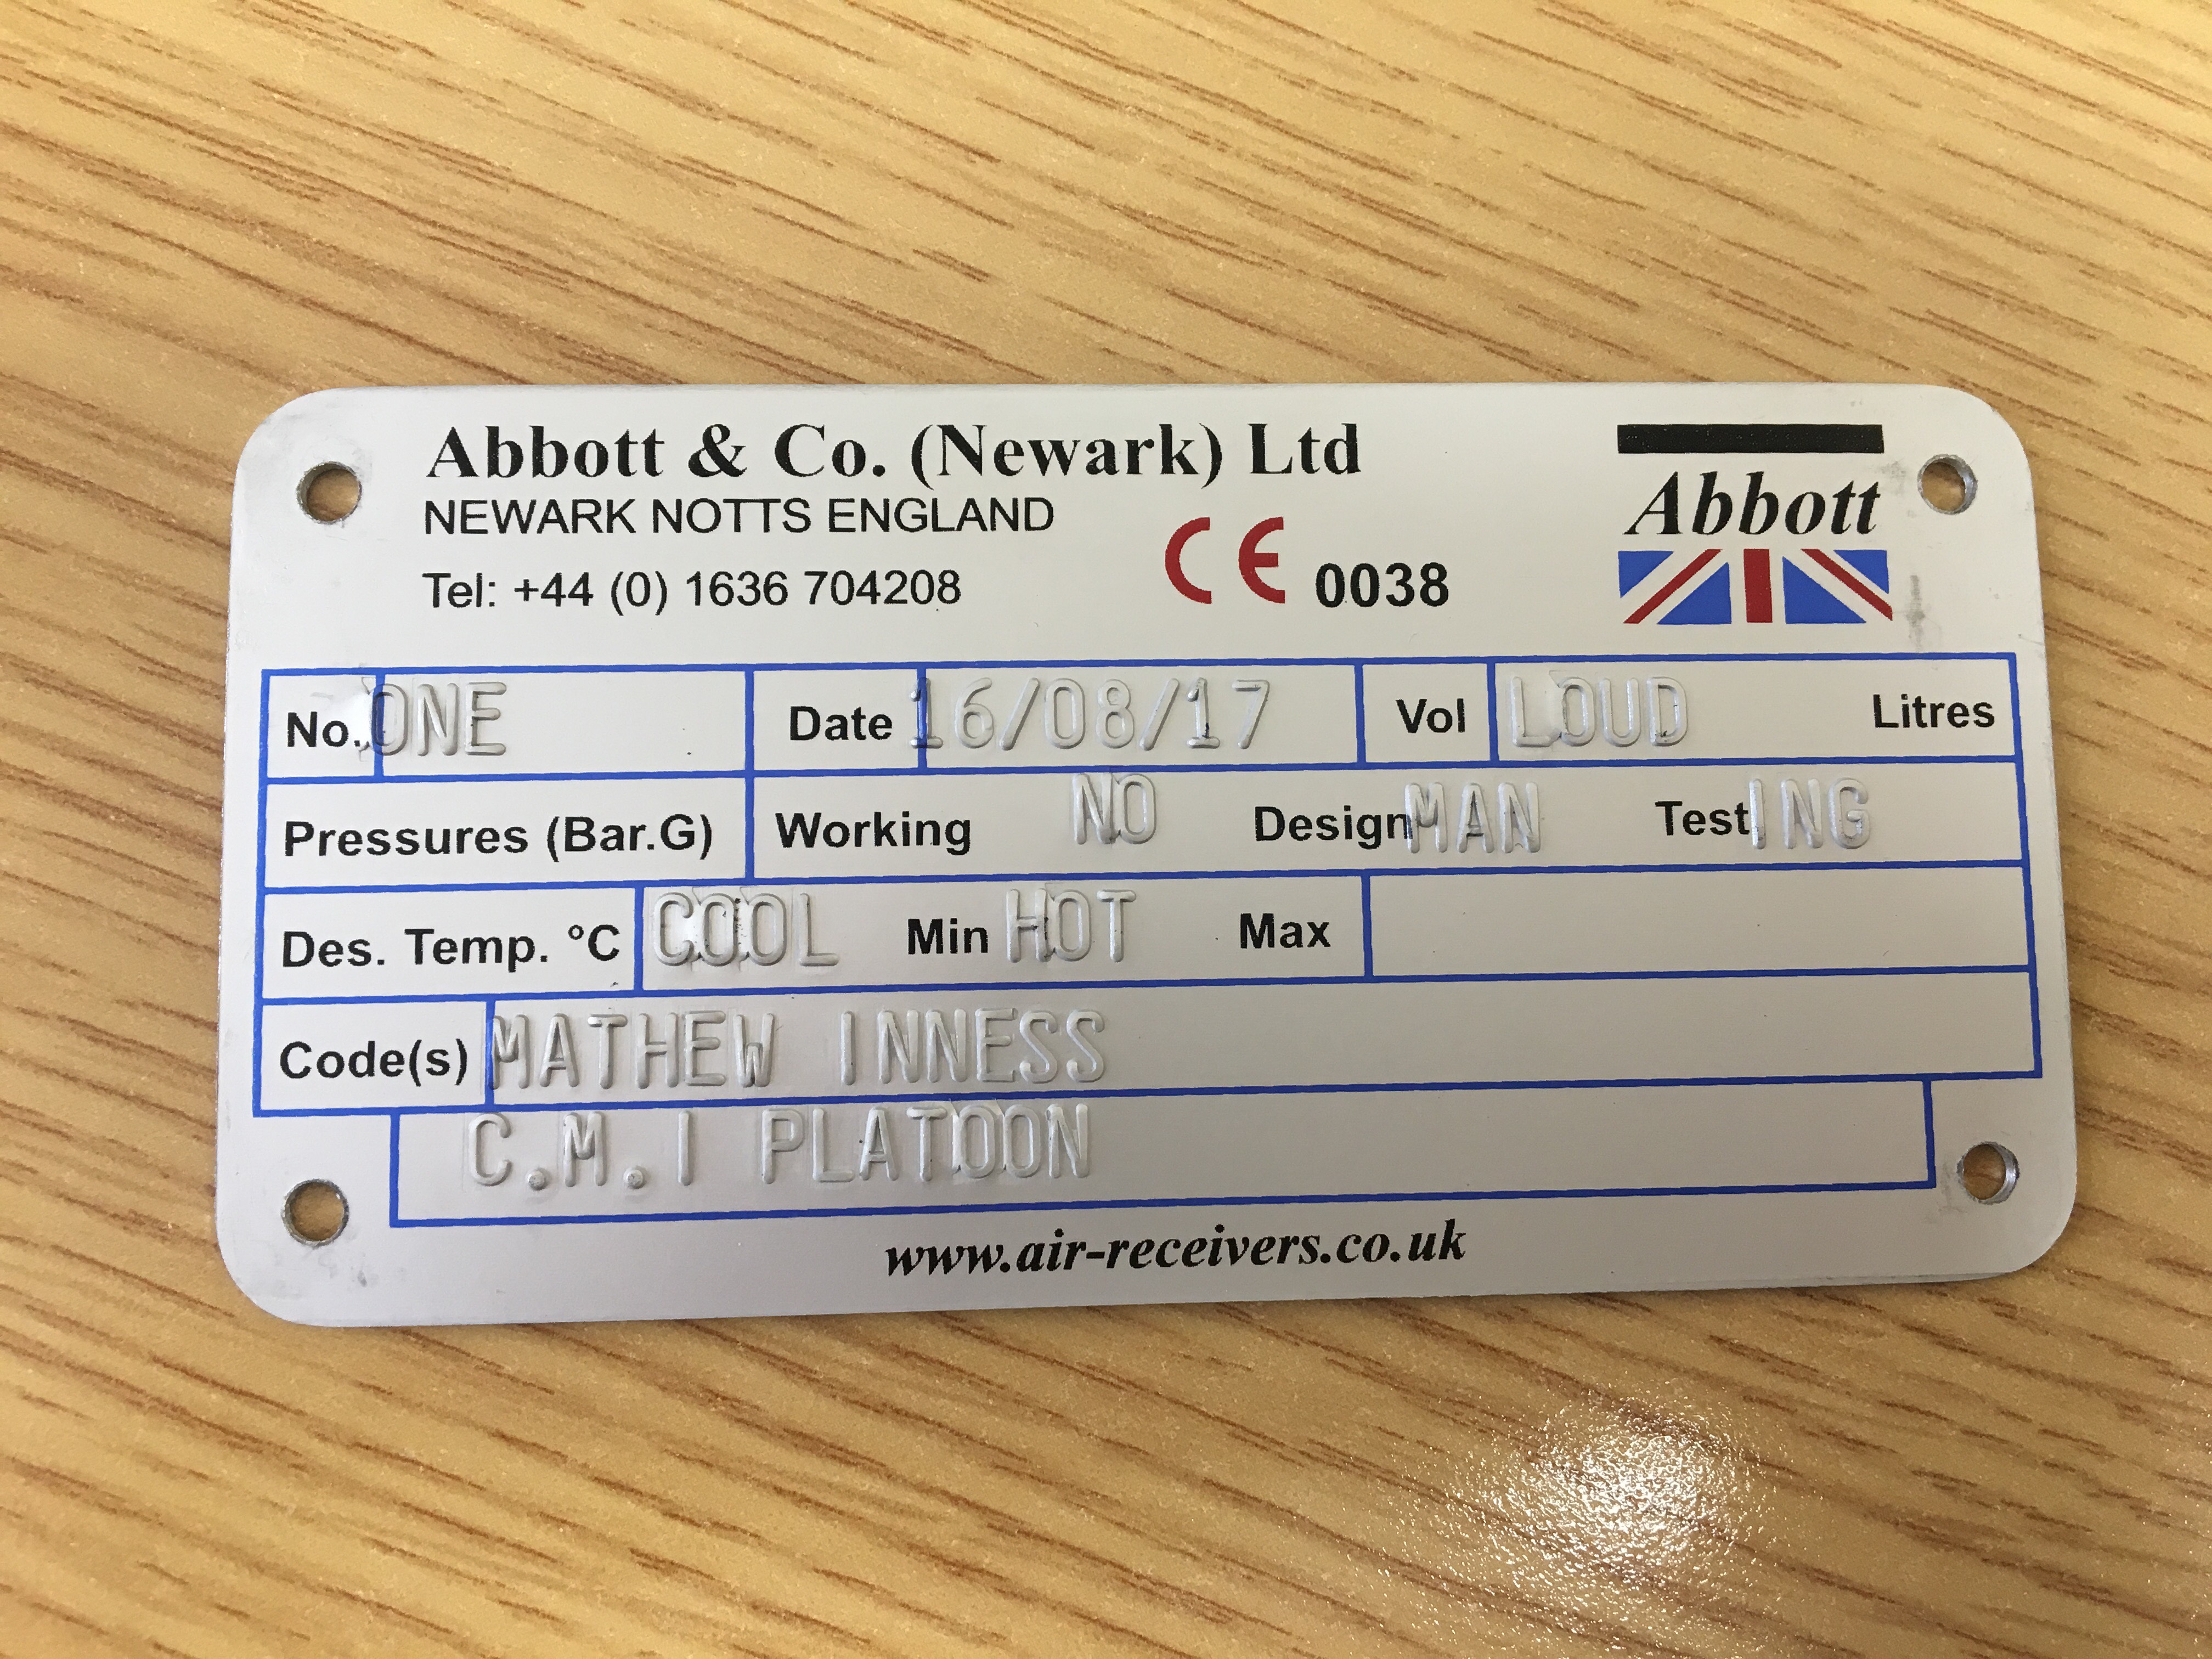 Abbott & Co. (Newark) Ltd
NEWARK NOTTS ENGLAND
Tel: +44 (0) 1636 704208
CE 0038
Abbott
No. ONE Date 16/08/17 Vol LOUD Litres
Pressures (Bar.G) Working NO Design MAN Test ING
Des. Temp. °C COOL Min HOT Max
Code(s) MATHEW INNESS
C.M.I PLATOON
www.air-receivers.co.uk